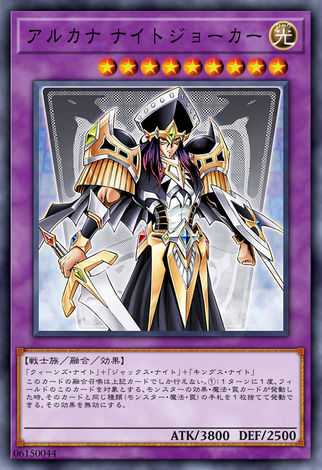 アルカナ ナイトジョーカー
光
【戦士族／融合／効果】
「クィーンズ・ナイト」＋「ジャックス・ナイト」＋「キングス・ナイト」
このカードの融合召喚は上記カードでしか行えない。①：１ターンに１度、フィ
ールドのこのカードを対象とする、モンスターの効果・魔法・罠カードが発動し
た時、そのカードと同じ種類（モンスター・魔法・罠）の手札を１枚捨てて発動で
きる。その効果を無効にする。
ATK/3800 DEF/2500
06150044